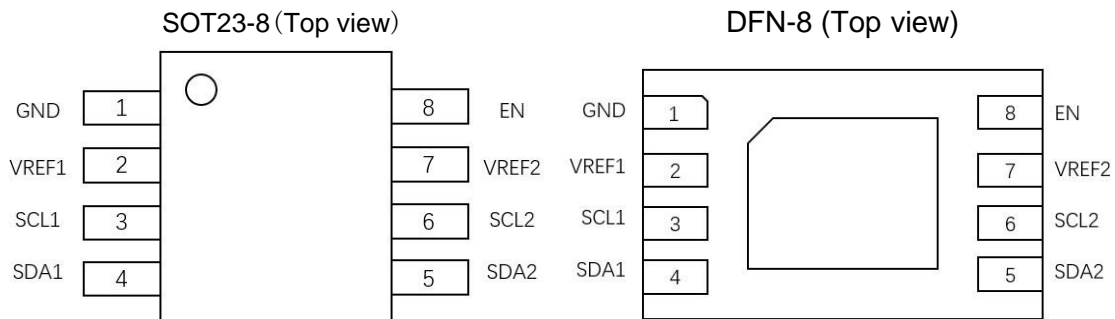 SOT23-8（Top view）
DFN-8 (Top view)
GND 1 8 EN
VREF1 2 7 VREF2
SCL1 3 6 SCL2
SDA1 4 5 SDA2
GND 1 8 EN
VREF1 2 7 VREF2
SCL1 3 6 SCL2
SDA1 4 5 SDA2